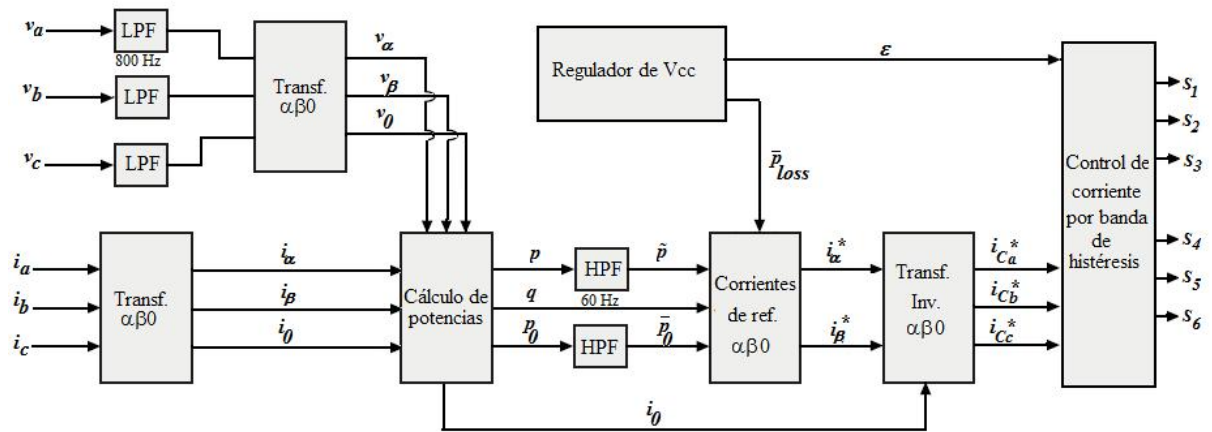 v_a
LPF
800 Hz
v_b
LPF
v_c
LPF
Transf.
αβ0
v_α
v_β
v_0
Regulador de Vcc
ε
p̄_loss
i_a
i_b
i_c
Transf.
αβ0
i_α
i_β
i_0
Cálculo de
potencias
p
q
p_0
HPF
60 Hz
HPF
p̃
p̄_0
Corrientes
de ref.
αβ0
i_α^*
i_β^*
i_0
Transf.
Inv.
αβ0
i_Ca^*
i_Cb^*
i_Cc^*
Control de
corriente
por banda
de
histéresis
S_1
S_2
S_3
S_4
S_5
S_6